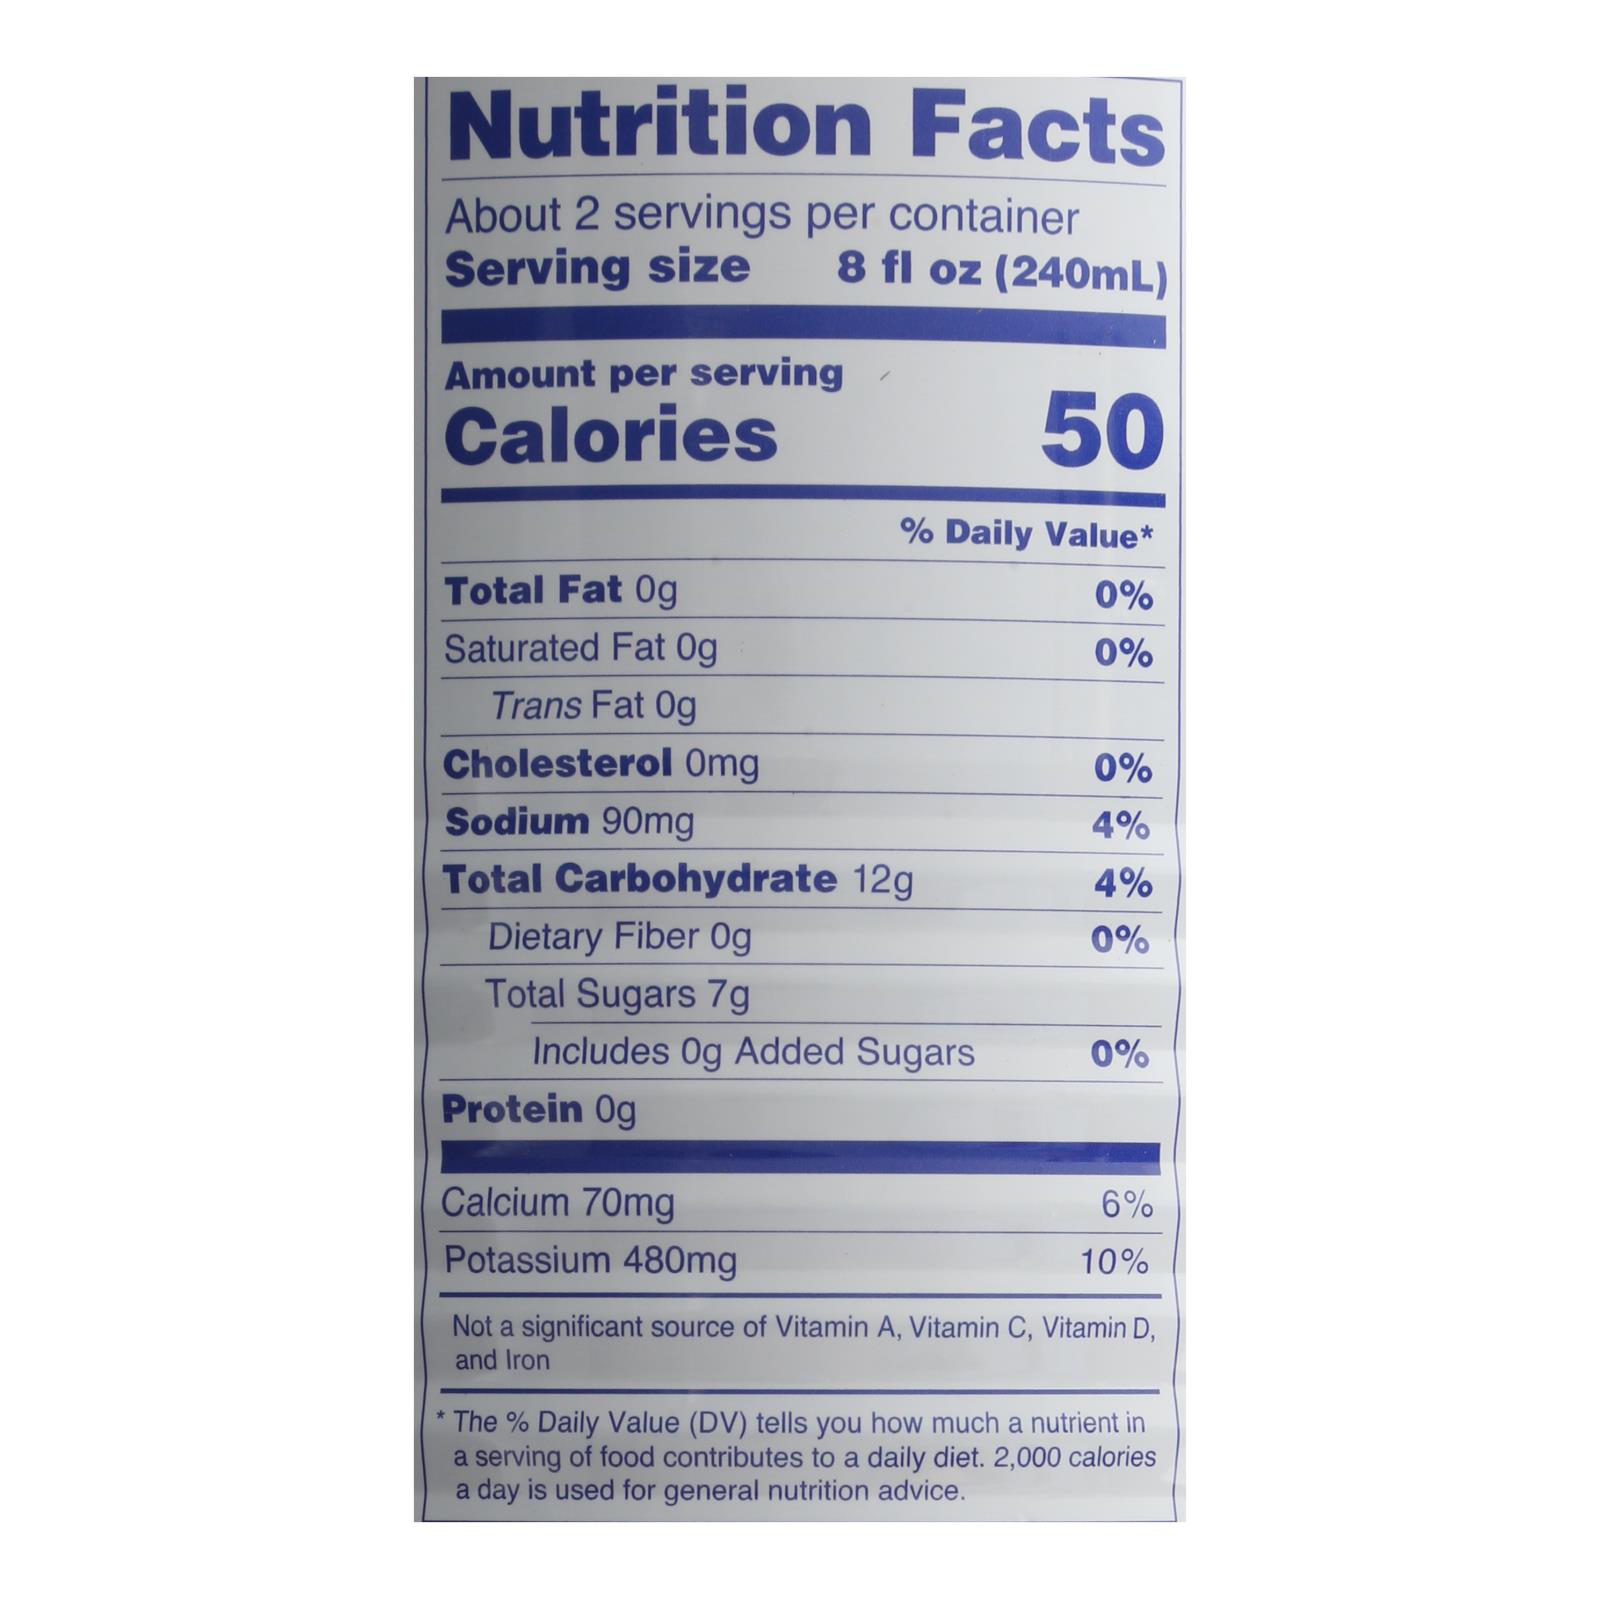 Nutrition Facts
About 2 servings per container
Serving size 8 fl oz (240mL)
Amount per serving
Calories 50
% Daily Value*
Total Fat 0g 0%
Saturated Fat 0g 0%
Trans Fat 0g
Cholesterol 0mg 0%
Sodium 90mg 4%
Total Carbohydrate 12g 4%
Dietary Fiber 0g 0%
Total Sugars 7g
Includes 0g Added Sugars 0%
Protein 0g
Calcium 70mg 6%
Potassium 480mg 10%
Not a significant source of Vitamin A, Vitamin C, Vitamin D,
and Iron
* The % Daily Value (DV) tells you how much a nutrient in
a serving of food contributes to a daily diet. 2,000 calories
a day is used for general nutrition advice.